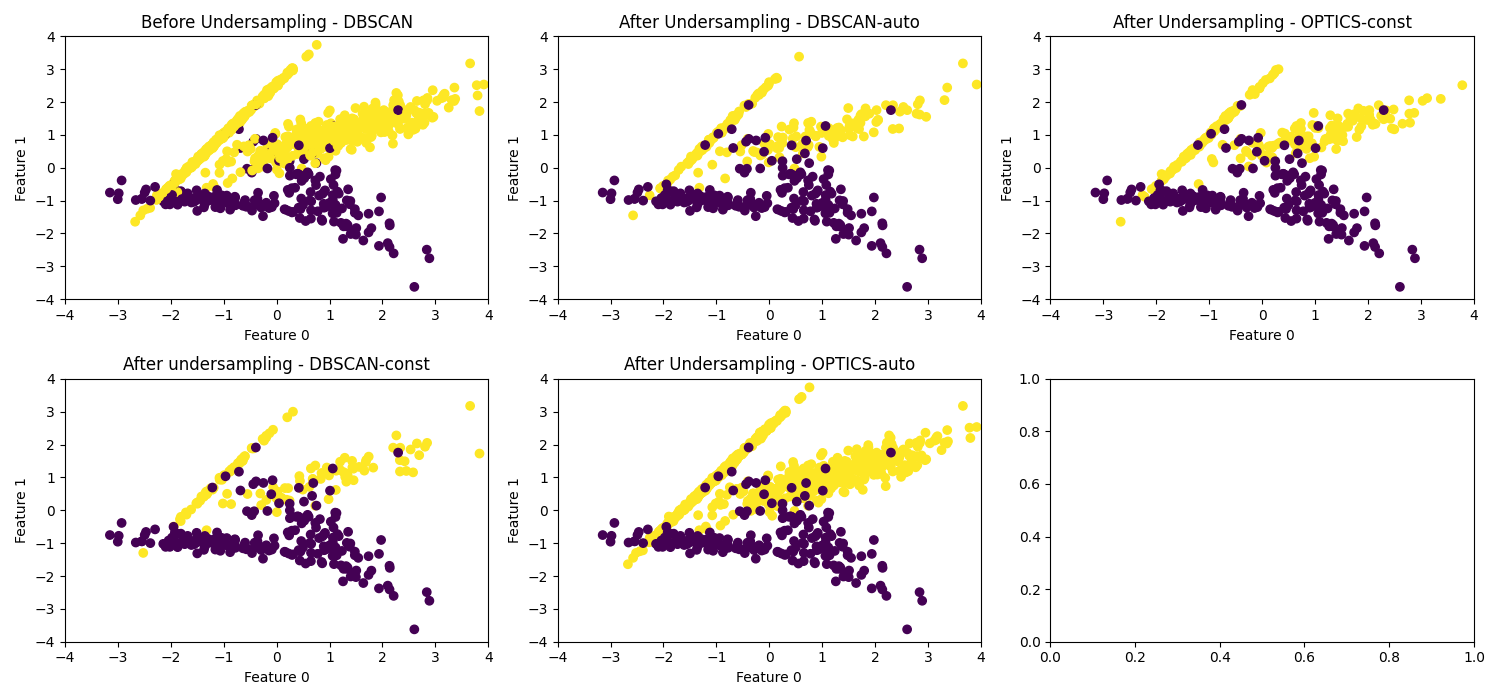 Before Undersampling - DBSCAN
4
3
2
1
0
−1
−2
−3
−4
Feature 1
−4 −3 −2 −1 0 1 2 3 4
Feature 0
After Undersampling - DBSCAN-auto
4
3
2
1
0
−1
−2
−3
−4
Feature 1
−4 −3 −2 −1 0 1 2 3 4
Feature 0
After Undersampling - OPTICS-const
4
3
2
1
0
−1
−2
−3
−4
Feature 1
−4 −3 −2 −1 0 1 2 3 4
Feature 0
After undersampling - DBSCAN-const
4
3
2
1
0
−1
−2
−3
−4
Feature 1
−4 −3 −2 −1 0 1 2 3 4
Feature 0
After Undersampling - OPTICS-auto
4
3
2
1
0
−1
−2
−3
−4
Feature 1
−4 −3 −2 −1 0 1 2 3 4
Feature 0
1.0
0.8
0.6
0.4
0.2
0.0
0.0 0.2 0.4 0.6 0.8 1.0